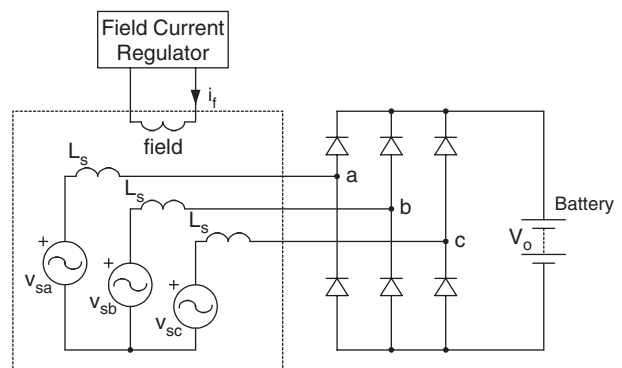 Field Current
Regulator
i_f
field
L_s
a
L_s
b
L_s
c
Battery
V_o
+
v_sa
+
v_sb
+
v_sc